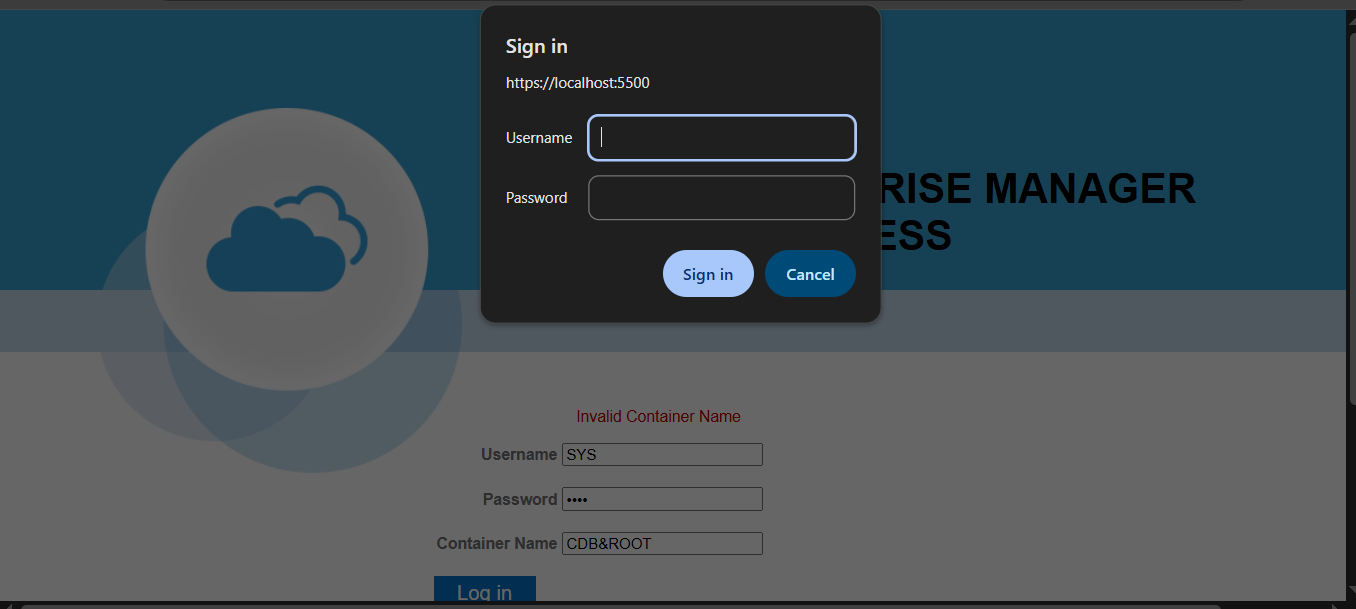 Sign in
https://localhost:5500
Username
Password
Sign in Cancel
RISE MANAGER
ESS
Invalid Container Name
Username SYS
Password ••••
Container Name CDB&ROOT
Log in